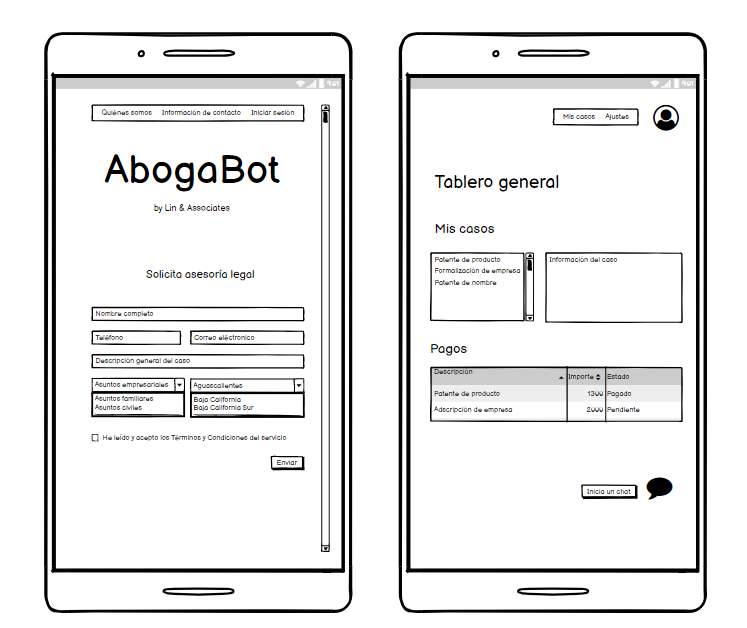 Quiénes somos Información de contacto Iniciar sesión
AbogaBot
by Lin & Associates
Solicita asesoría legal
Nombre completo
Teléfono Correo eléctronico
Descripción general del caso
Asuntos empresariales Aguascalientes
Asuntos familiares Baja California
Asuntos civiles Baja California Sur
He leído y acepto los Términos y Condiciones del servicio
Enviar
Mis casos Ajustes
Tablero general
Mis casos
Patente de producto Información del caso
Formalización de empresa
Patente de nombre
Pagos
Descripción Importe Estado
Patente de producto 1300 Pagado
Adscripción de empresa 2000 Pendiente
Inicia un chat